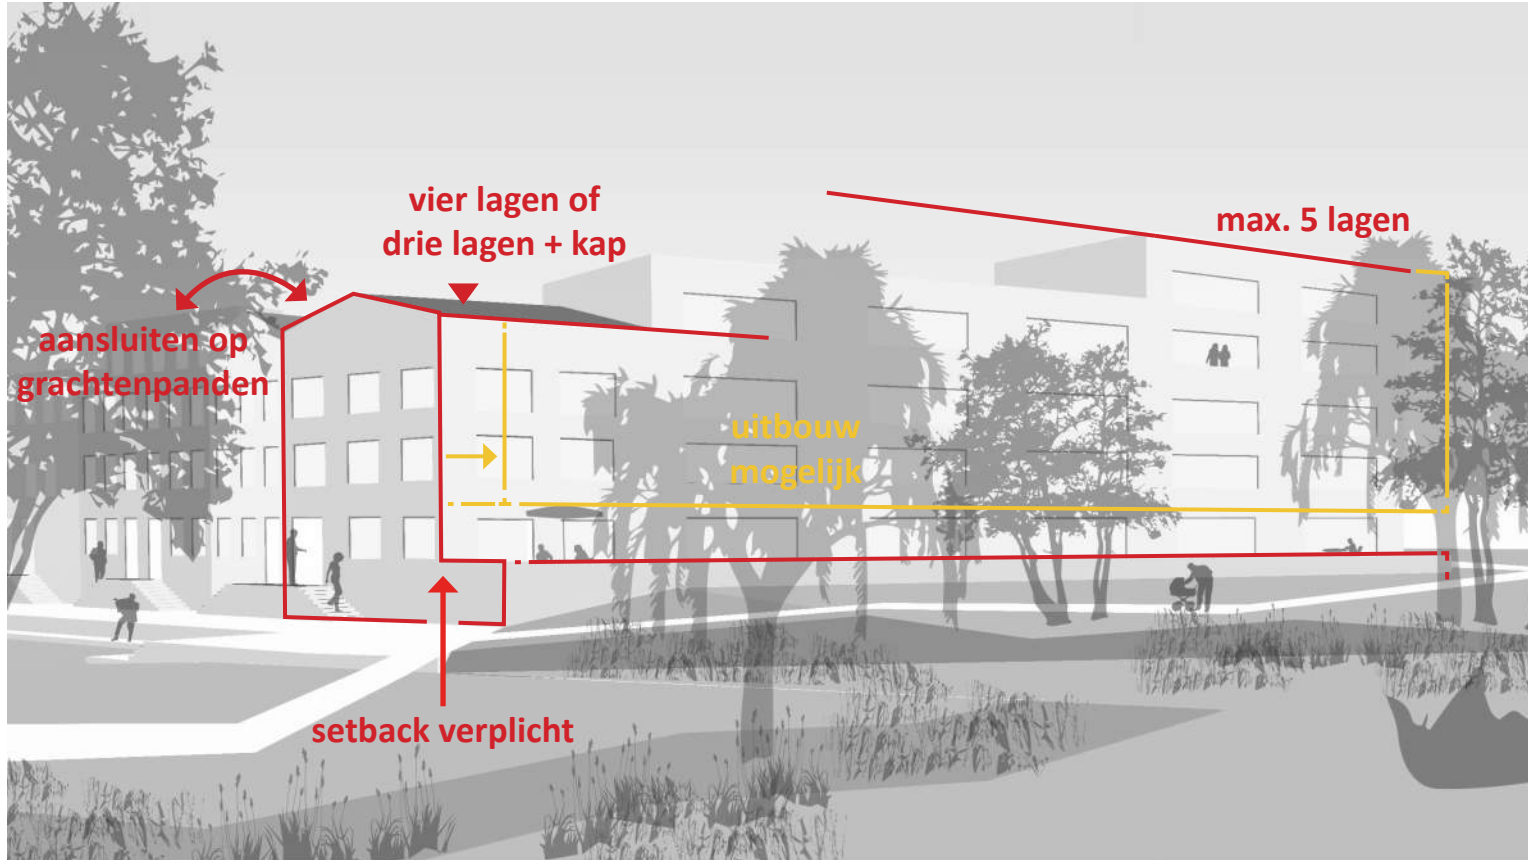 vier lagen of
drie lagen + kap
max. 5 lagen
aansluiten op
grachtenpanden
uitbouw
mogelijk
setback verplicht